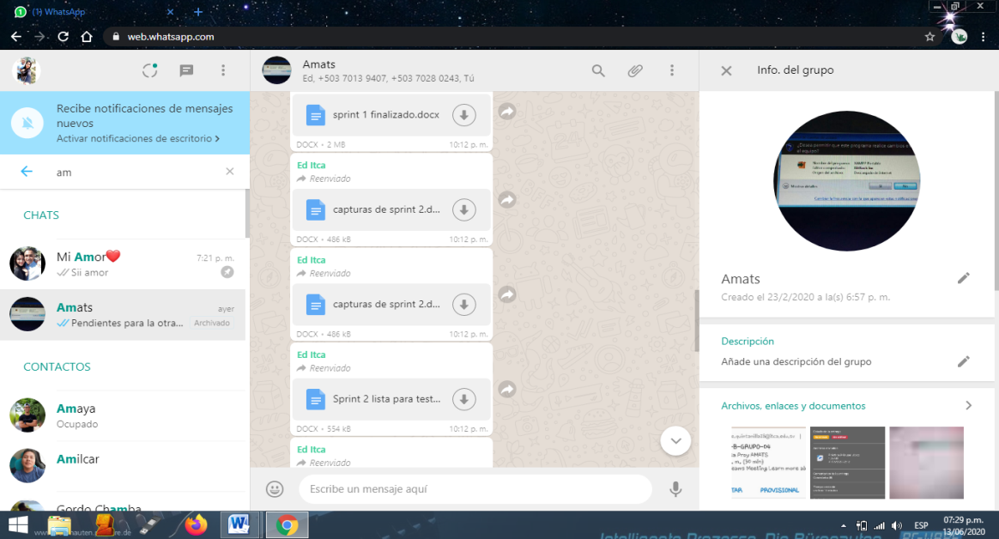 (1) WhatsApp
web.whatsapp.com
Recibe notificaciones de mensajes
nuevos
Activar notificaciones de escritorio >
am
CHATS
Mi Amor❤️
7:21 p. m.
Sii amor
Amats
ayer
Pendientes para la otra...
Archivado
CONTACTOS
Amaya
Ocupado
Amilcar
Gordo Chamba
Amats
Ed, +503 7013 9407, +503 7028 0243, Tú
sprint 1 finalizado.docx
DOCX • 2 MB
10:12 p. m.
Ed Itca
Reenviado
capturas de sprint 2.d...
DOCX • 486 kB
10:12 p. m.
Ed Itca
Reenviado
capturas de sprint 2.d...
DOCX • 486 kB
10:12 p. m.
Ed Itca
Reenviado
Sprint 2 lista para test...
DOCX • 554 kB
10:12 p. m.
Ed Itca
Reenviado
Escribe un mensaje aquí
Info. del grupo
Amats
Creado el 23/2/2020 a la(s) 6:57 p. m.
Descripción
Añade una descripción del grupo
Archivos, enlaces y documentos
-B-GRUPO-04
PROVISIONAL
ESP
07:29 p.m.
13/06/2020